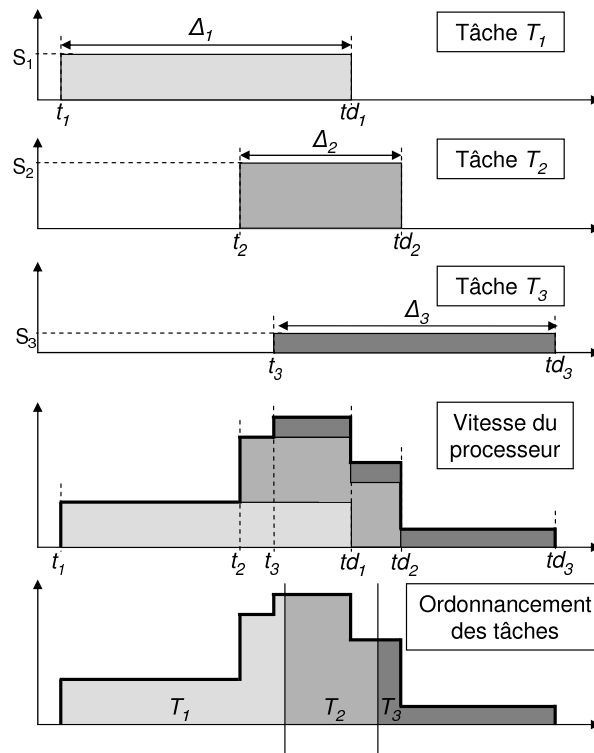 Δ1
Tâche T1
S1
t1
td1
Δ2
Tâche T2
S2
t2
td2
Tâche T3
Δ3
S3
t3
td3
Vitesse du
processeur
t1
t2
t3
td1
td2
td3
Ordonnancement
des tâches
T1
T2
T3